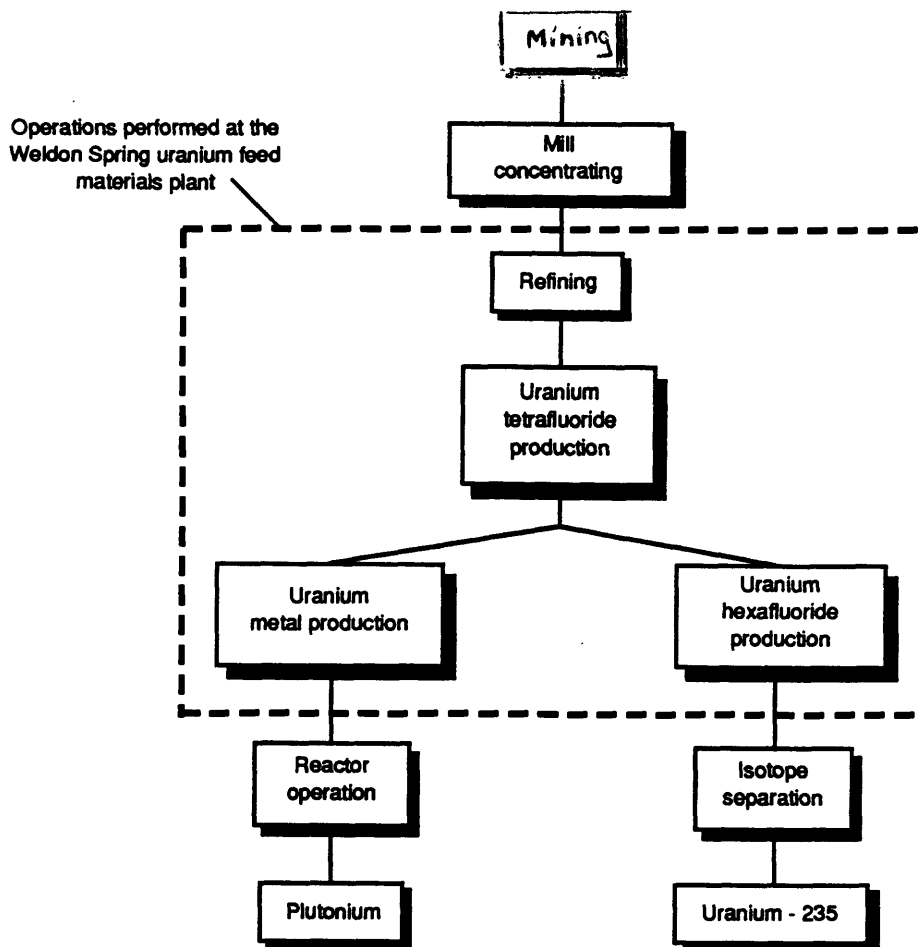 Mining
Operations performed at the
Weldon Spring uranium feed
materials plant
Mill
concentrating
Refining
Uranium
tetrafluoride
production
Uranium
metal production
Uranium
hexafluoride
production
Reactor
operation
Isotope
separation
Plutonium
Uranium - 235